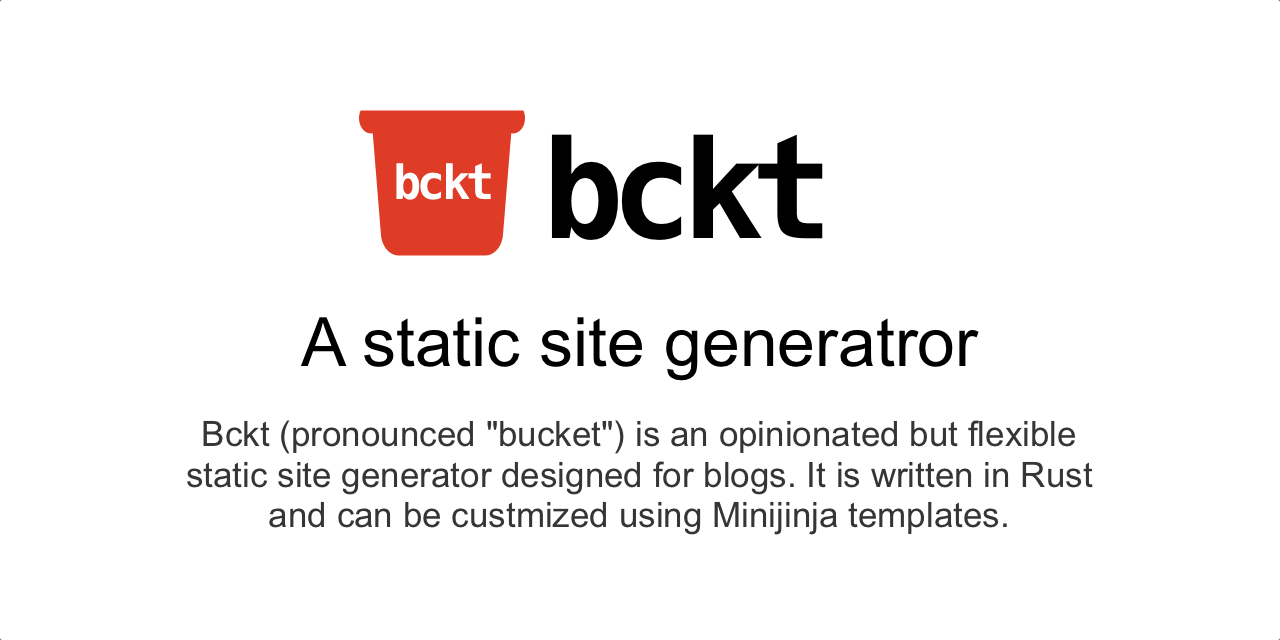 bckt
bckt
A static site generatror
Bckt (pronounced "bucket") is an opinionated but flexible
static site generator designed for blogs. It is written in Rust
and can be custmized using Minijinja templates.